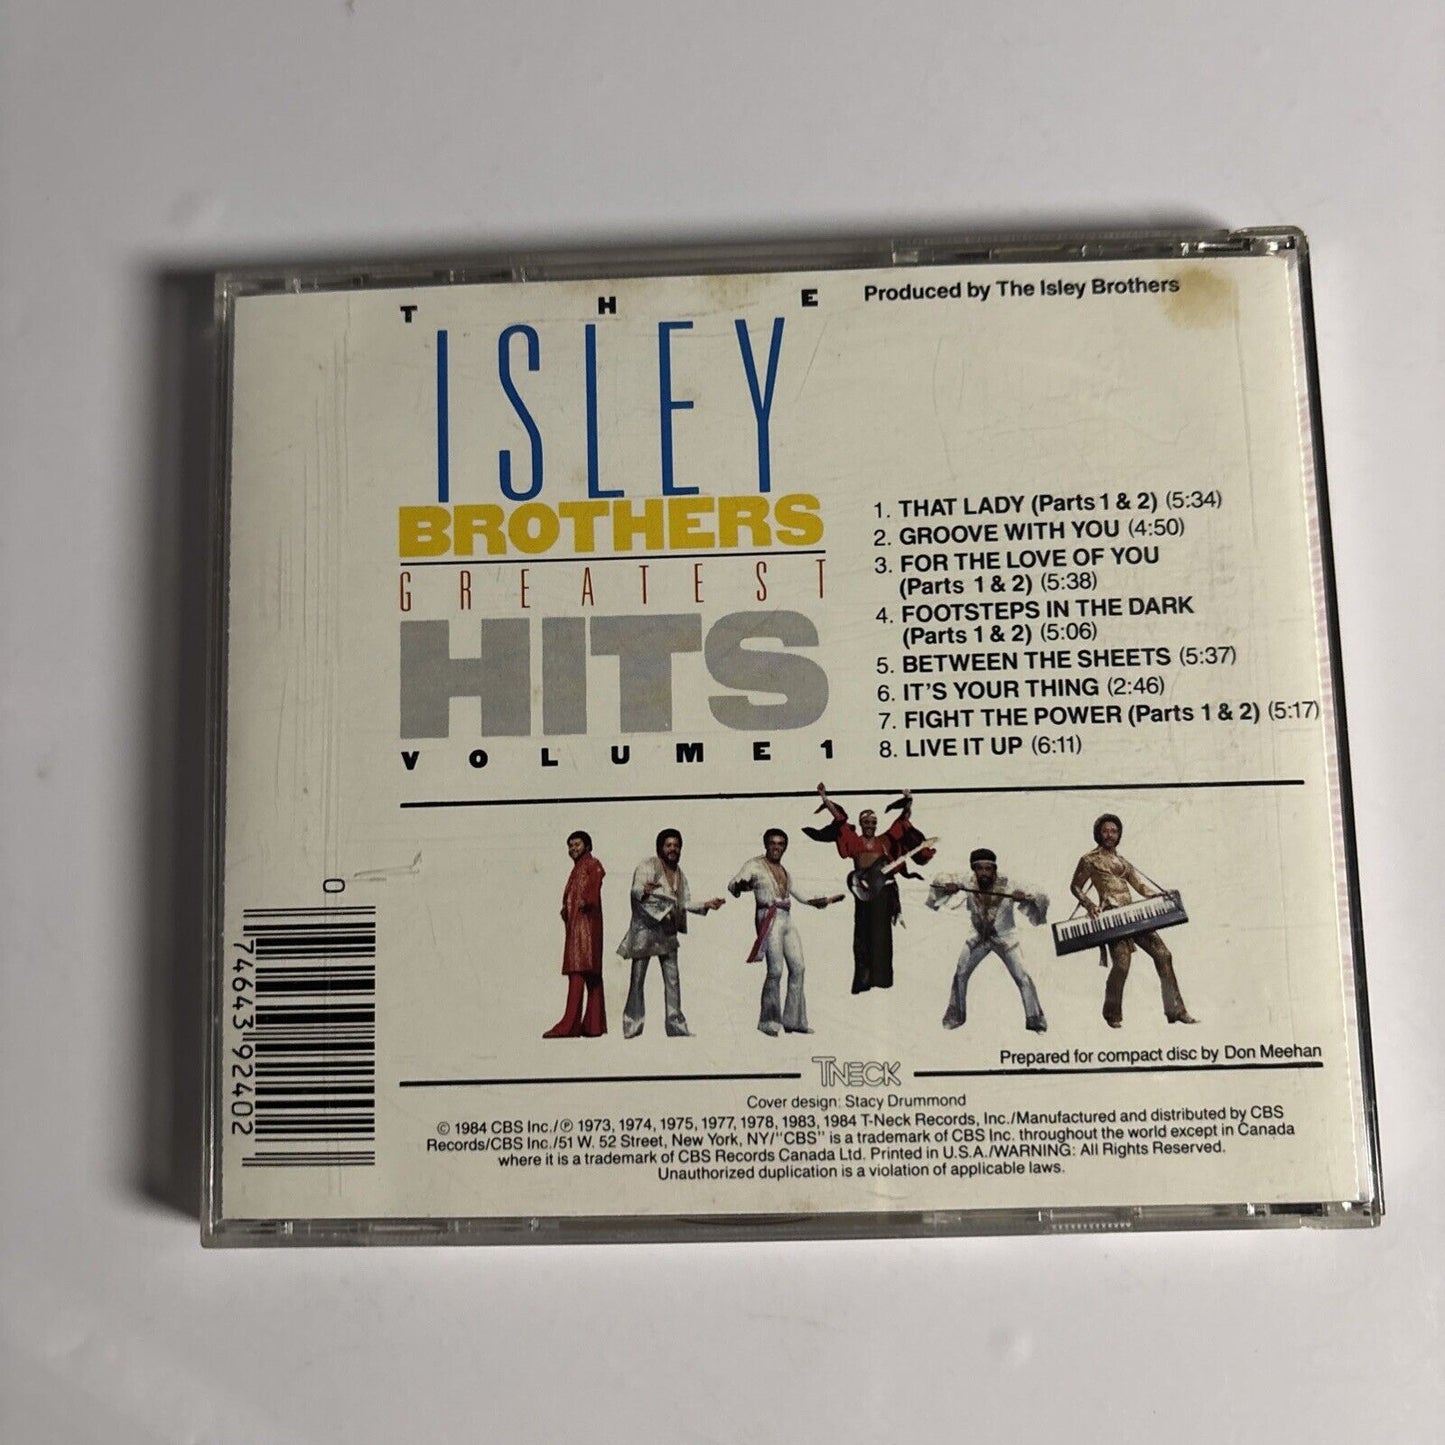 THE
ISLEY
BROTHERS
GREATEST
HITS
VOLUME 1
Produced by The Isley Brothers
1. THAT LADY (Parts 1 & 2) (5:34)
2. GROOVE WITH YOU (4:50)
3. FOR THE LOVE OF YOU
(Parts 1 & 2) (5:38)
4. FOOTSTEPS IN THE DARK
(Parts 1 & 2) (5:06)
5. BETWEEN THE SHEETS (5:37)
6. IT'S YOUR THING (2:46)
7. FIGHT THE POWER (Parts 1 & 2) (5:17)
8. LIVE IT UP (6:11)
0
74643 92402
Prepared for compact disc by Don Meehan
TNECK
Cover design: Stacy Drummond
© 1984 CBS Inc./℗ 1973, 1974, 1975, 1977, 1978, 1983, 1984 T-Neck Records, Inc./Manufactured and distributed by CBS
Records/CBS Inc./51 W. 52 Street, New York, NY/"CBS" is a trademark of CBS Inc. throughout the world except in Canada
where it is a trademark of CBS Records Canada Ltd. Printed in U.S.A./WARNING: All Rights Reserved.
Unauthorized duplication is a violation of applicable laws.